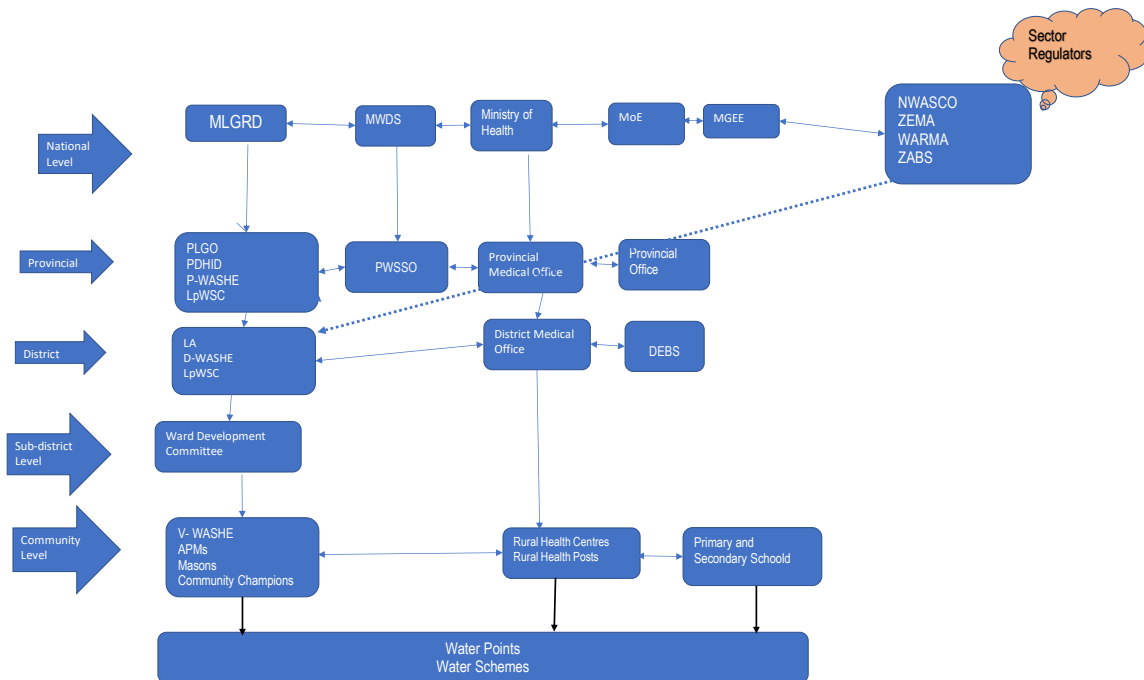 Sector
Regulators
NWASCO
ZEMA
WARMA
ZABS
National
Level
MLGRD
MWDS
Ministry of
Health
MoE
MGEE
Provincial
PLGO
PDHID
P-WASHE
LpWSC
PWSSO
Provincial
Medical Office
Provincial
Office
District
LA
D-WASHE
LpWSC
District Medical
Office
DEBS
Sub-district
Level
Ward Development
Committee
Community
Level
V- WASHE
APMs
Masons
Community Champions
Rural Health Centres
Rural Health Posts
Primary and
Secondary Schoold
Water Points
Water Schemes